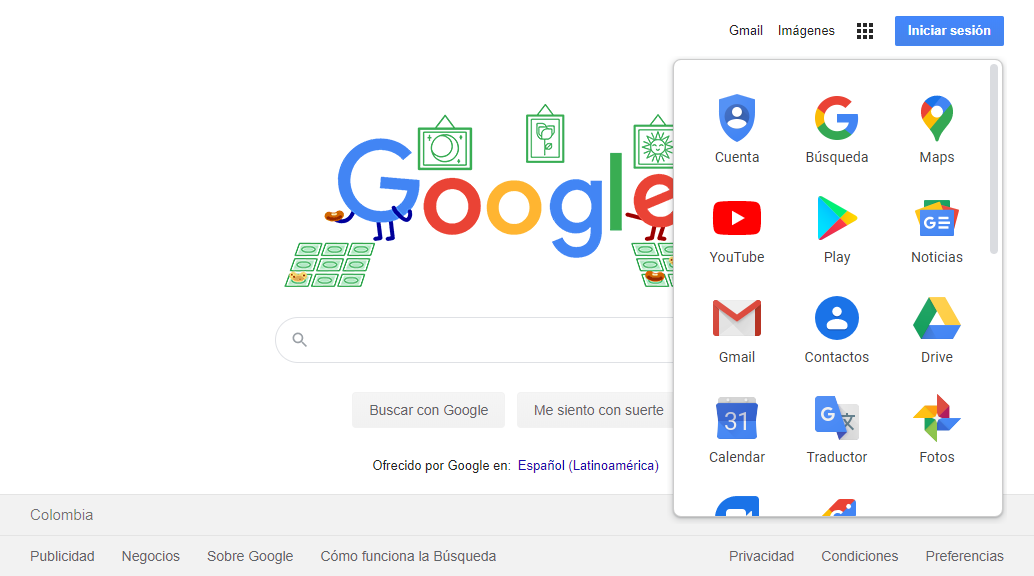 Gmail Imágenes Iniciar sesión
Google
Cuenta Búsqueda Maps
YouTube Play Noticias
Gmail Contactos Drive
31
Calendar Traductor Fotos
Buscar con Google Me siento con suerte
Ofrecido por Google en: Español (Latinoamérica)
Colombia
Publicidad Negocios Sobre Google Cómo funciona la Búsqueda Privacidad Condiciones Preferencias